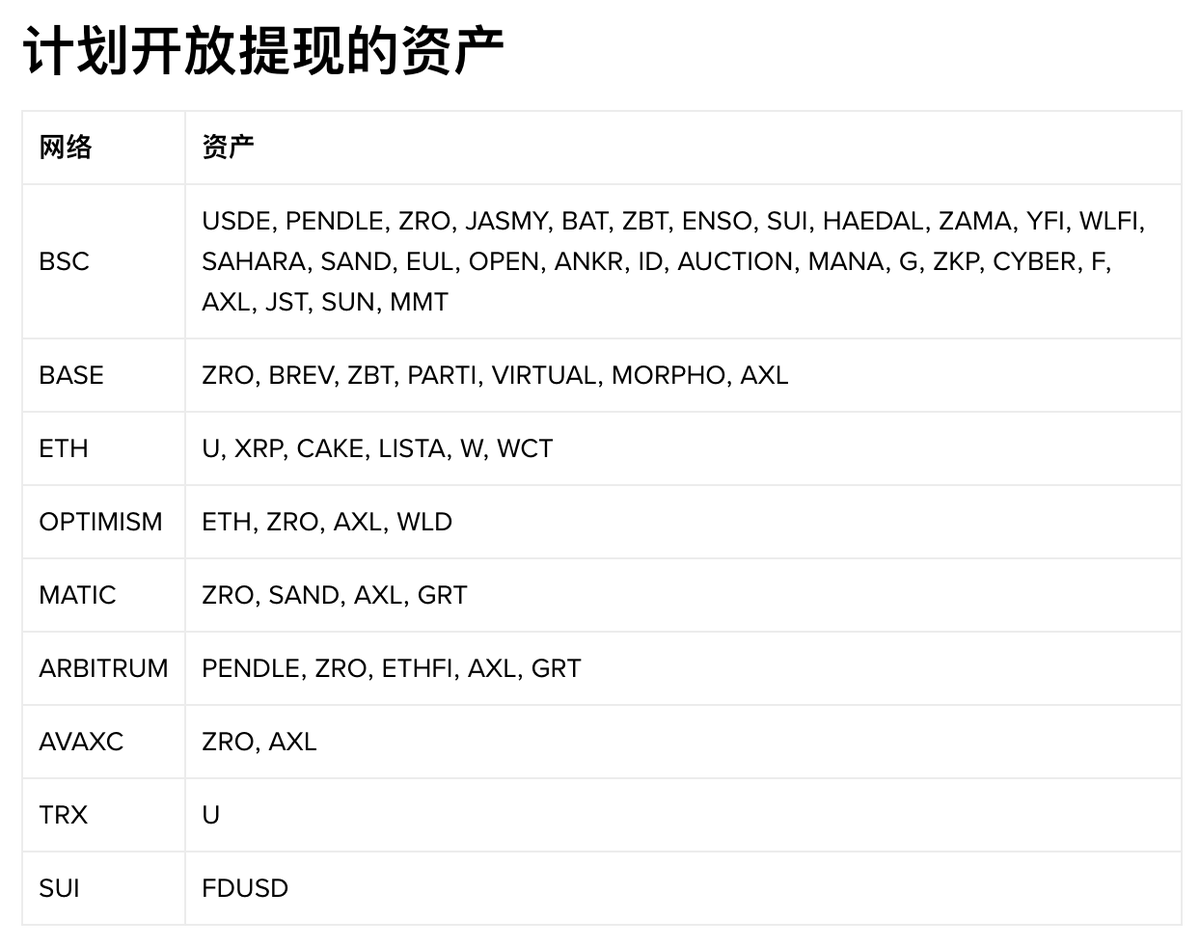 计划开放提现的资产
网络 资产
BSC USDE, PENDLE, ZRO, JASMY, BAT, ZBT, ENSO, SUI, HAEDAL, ZAMA, YFI, WLFI,
SAHARA, SAND, EUL, OPEN, ANKR, ID, AUCTION, MANA, G, ZKP, CYBER, F,
AXL, JST, SUN, MMT
BASE ZRO, BREV, ZBT, PARTI, VIRTUAL, MORPHO, AXL
ETH U, XRP, CAKE, LISTA, W, WCT
OPTIMISM ETH, ZRO, AXL, WLD
MATIC ZRO, SAND, AXL, GRT
ARBITRUM PENDLE, ZRO, ETHFI, AXL, GRT
AVAXC ZRO, AXL
TRX U
SUI FDUSD